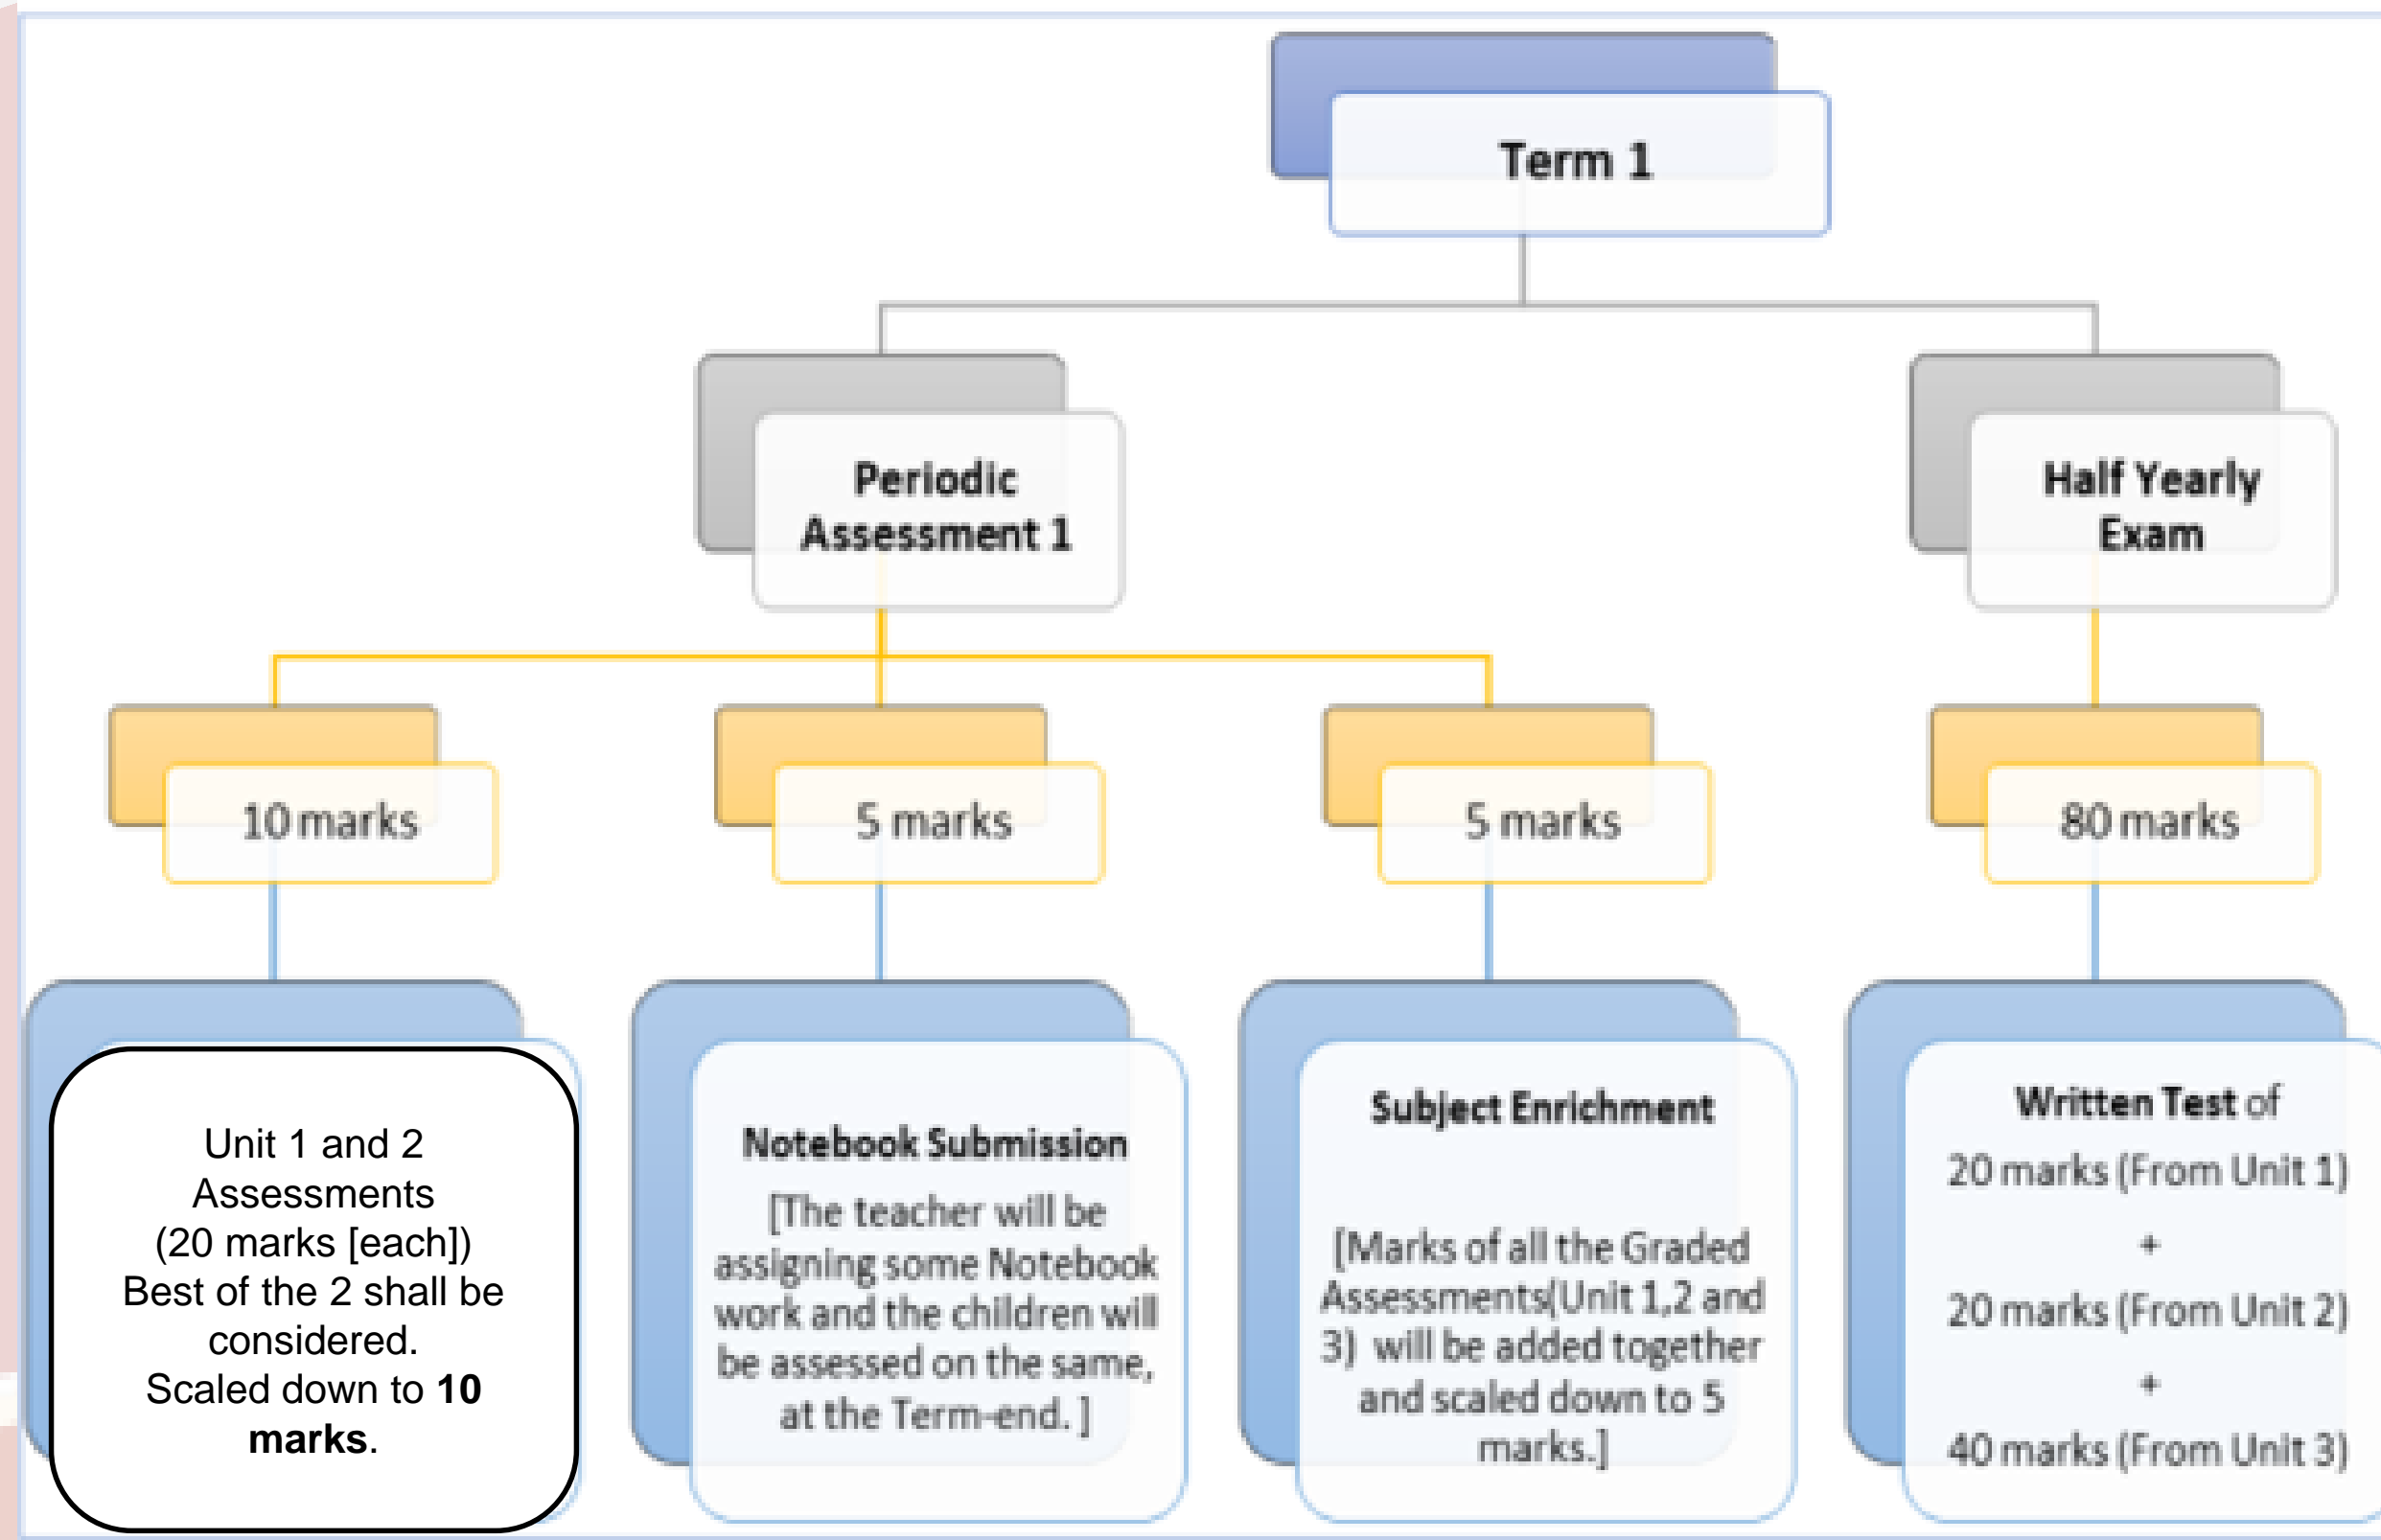 Term 1
Periodic
Assessment 1
Half Yearly
Exam
10 marks
5 marks
5 marks
80 marks
Unit 1 and 2
Assessments
(20 marks [each])
Best of the 2 shall be
considered.
Scaled down to 10
marks.
Notebook Submission
[The teacher will be
assigning some Notebook
work and the children will
be assessed on the same,
at the Term-end. ]
Subject Enrichment
[Marks of all the Graded
Assessments(Unit 1,2 and
3) will be added together
and scaled down to 5
marks.]
Written Test of
20 marks (From Unit 1)
+
20 marks (From Unit 2)
+
40 marks (From Unit 3)